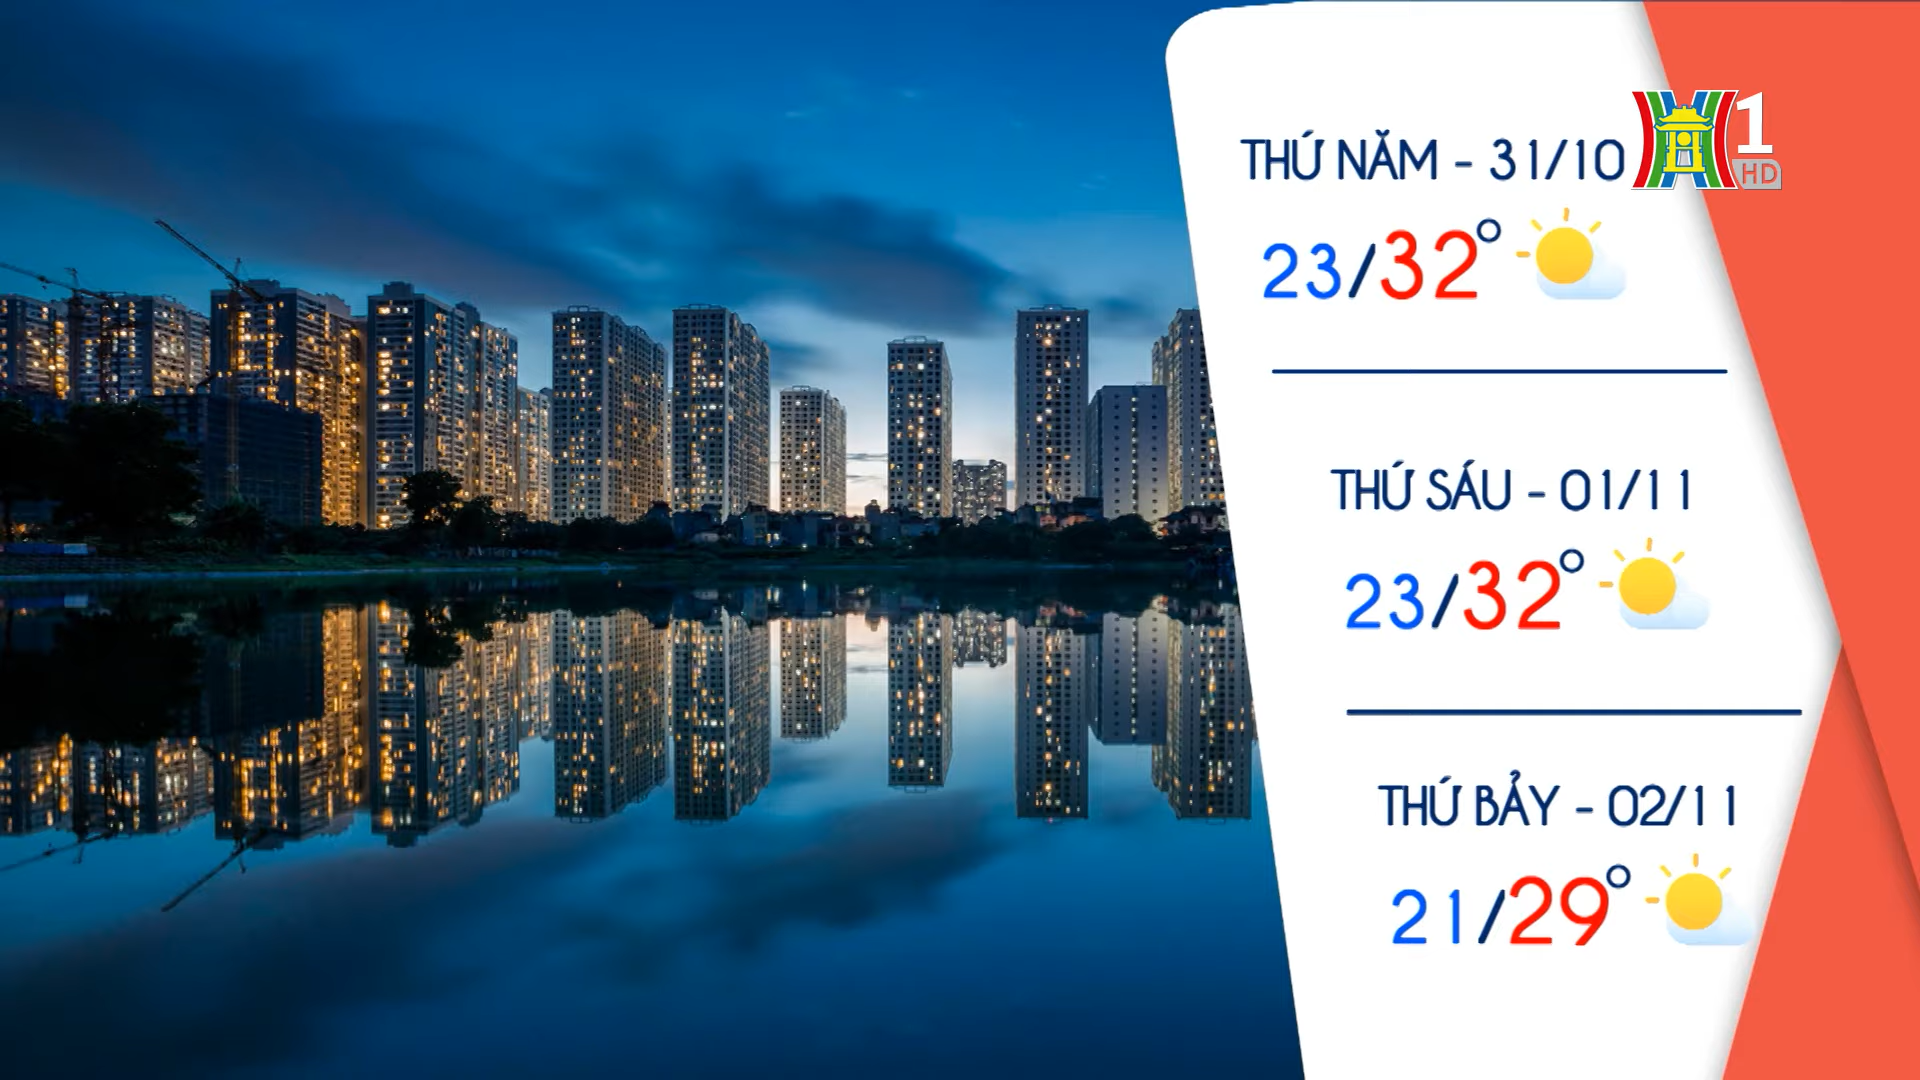 THỨ NĂM - 31/10
1
HD
23/32°
THỨ SÁU - 01/11
23/32°
THỨ BẢY - 02/11
21/29°